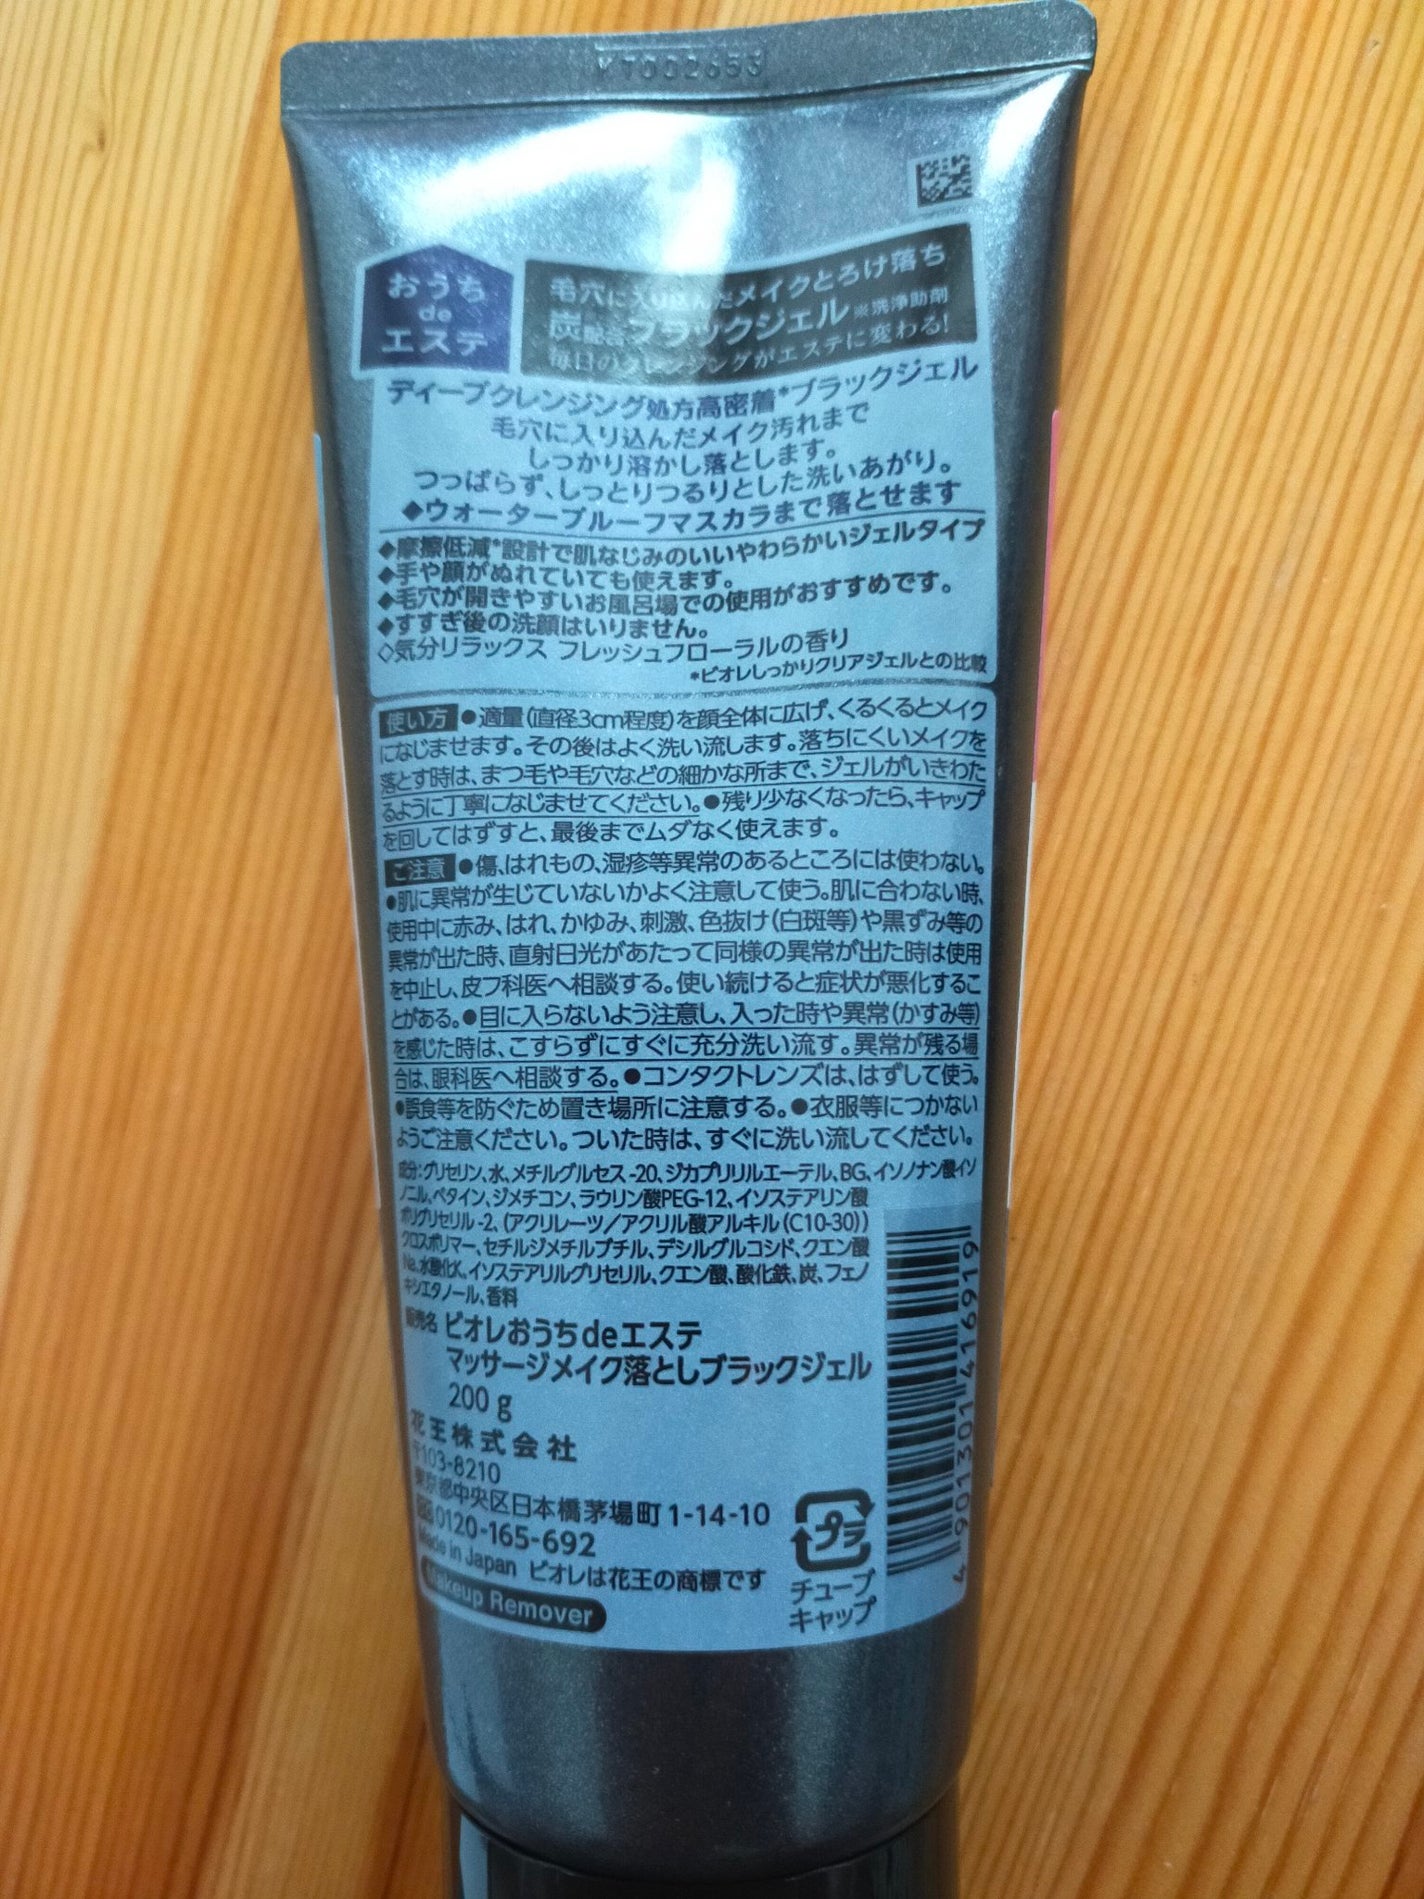 おうち
de
エステ
毛穴に入り込んだメイクとろけ落ち
炭配合ブラックジェル※洗浄助剤
毎日のクレンジングがエステに変わる!
ディープクレンジング処方高密着*ブラックジェル
毛穴に入り込んだメイク汚れまで
しっかり溶かし落とします。
つっぱらず、しっとりつるりとした洗いあがり。
◆ウォータープルーフマスカラまで落とせます
◆摩擦低減*設計で肌なじみのいいやわらかいジェルタイプ
◆手や顔がぬれていても使えます。
◆毛穴が開きやすいお風呂場での使用がおすすめです。
◆すすぎ後の洗顔はいりません。
◇気分リラックス フレッシュフローラルの香り
*ビオレしっかりクリアジェルとの比較
使い方 ●適量(直径3cm程度)を顔全体に広げ、くるくるとメイク
になじませます。その後はよく洗い流します。落ちにくいメイクを
落とす時は、まつ毛や毛穴などの細かな所まで、ジェルがいきわた
るように丁寧になじませてください。●残り少なくなったら、キャップ
を回してはずすと、最後までムダなく使えます。
ご注意 ●傷、はれもの、湿疹等異常のあるところには使わない。
●肌に異常が生じていないかよく注意して使う。肌に合わない時、
使用中に赤み、はれ、かゆみ、刺激、色抜け(白斑等)や黒ずみ等の
異常が出た時、直射日光があたって同様の異常が出た時は使用
を中止し、皮フ科医へ相談する。使い続けると症状が悪化するこ
とがある。●目に入らないよう注意し、入った時や異常(かすみ等)
を感じた時は、こすらずにすぐに充分洗い流す。異常が残る場
合は、眼科医へ相談する。●コンタクトレンズは、はずして使う。
●誤食等を防ぐため置き場所に注意する。●衣服等につかない
ようご注意ください。ついた時は、すぐに洗い流してください。
成分:グリセリン、水、メチルグルセス-20、ジカプリリルエーテル、BG、イソノナン酸イソ
ノニル、ベタイン、ジメチコン、ラウリン酸PEG-12、イソステアリン酸
ポリグリセリル-2、(アクリレーツ/アクリル酸アルキル(C10-30))
クロスポリマー、セチルジメチルブチル、デシルグルコシド、クエン酸
Na、水酸化K、イソステアリルグリセリル、クエン酸、酸化鉄、炭、フェノ
キシエタノール、香料
販売名 ビオレおうちdeエステ
マッサージメイク落としブラックジェル
200 g
花王株式会社
〒103-8210
東京都中央区日本橋茅場町1-14-10
0120-165-692
Made in Japan ビオレは花王の商標です
Makeup Remover
プラ
チューブ
キャップ
4 901301 416919